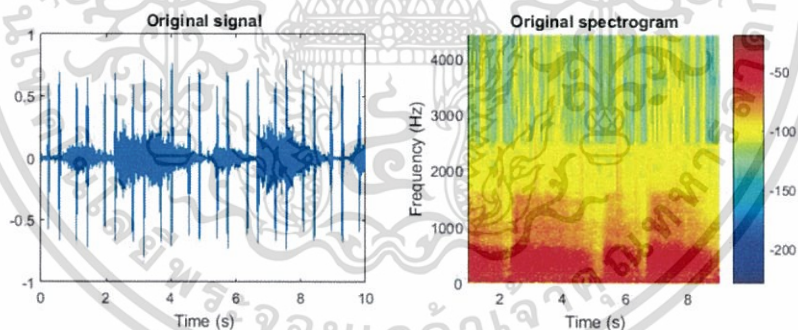 Original signal
1
0.5
0
-0.5
-1
0 2 4 6 8 10
Time (s)
Original spectrogram
Frequency (Hz)
4000
3000
2000
1000
0
2 4 6 8
Time (s)
-50
-100
-150
-200